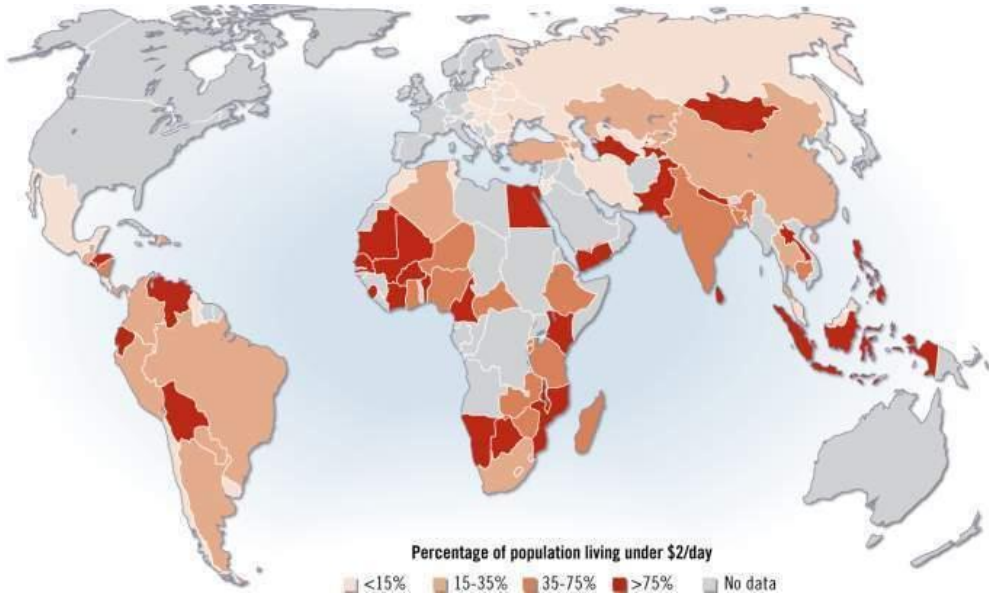 Percentage of population living under $2/day
<15% 15-35% 35-75% >75% No data